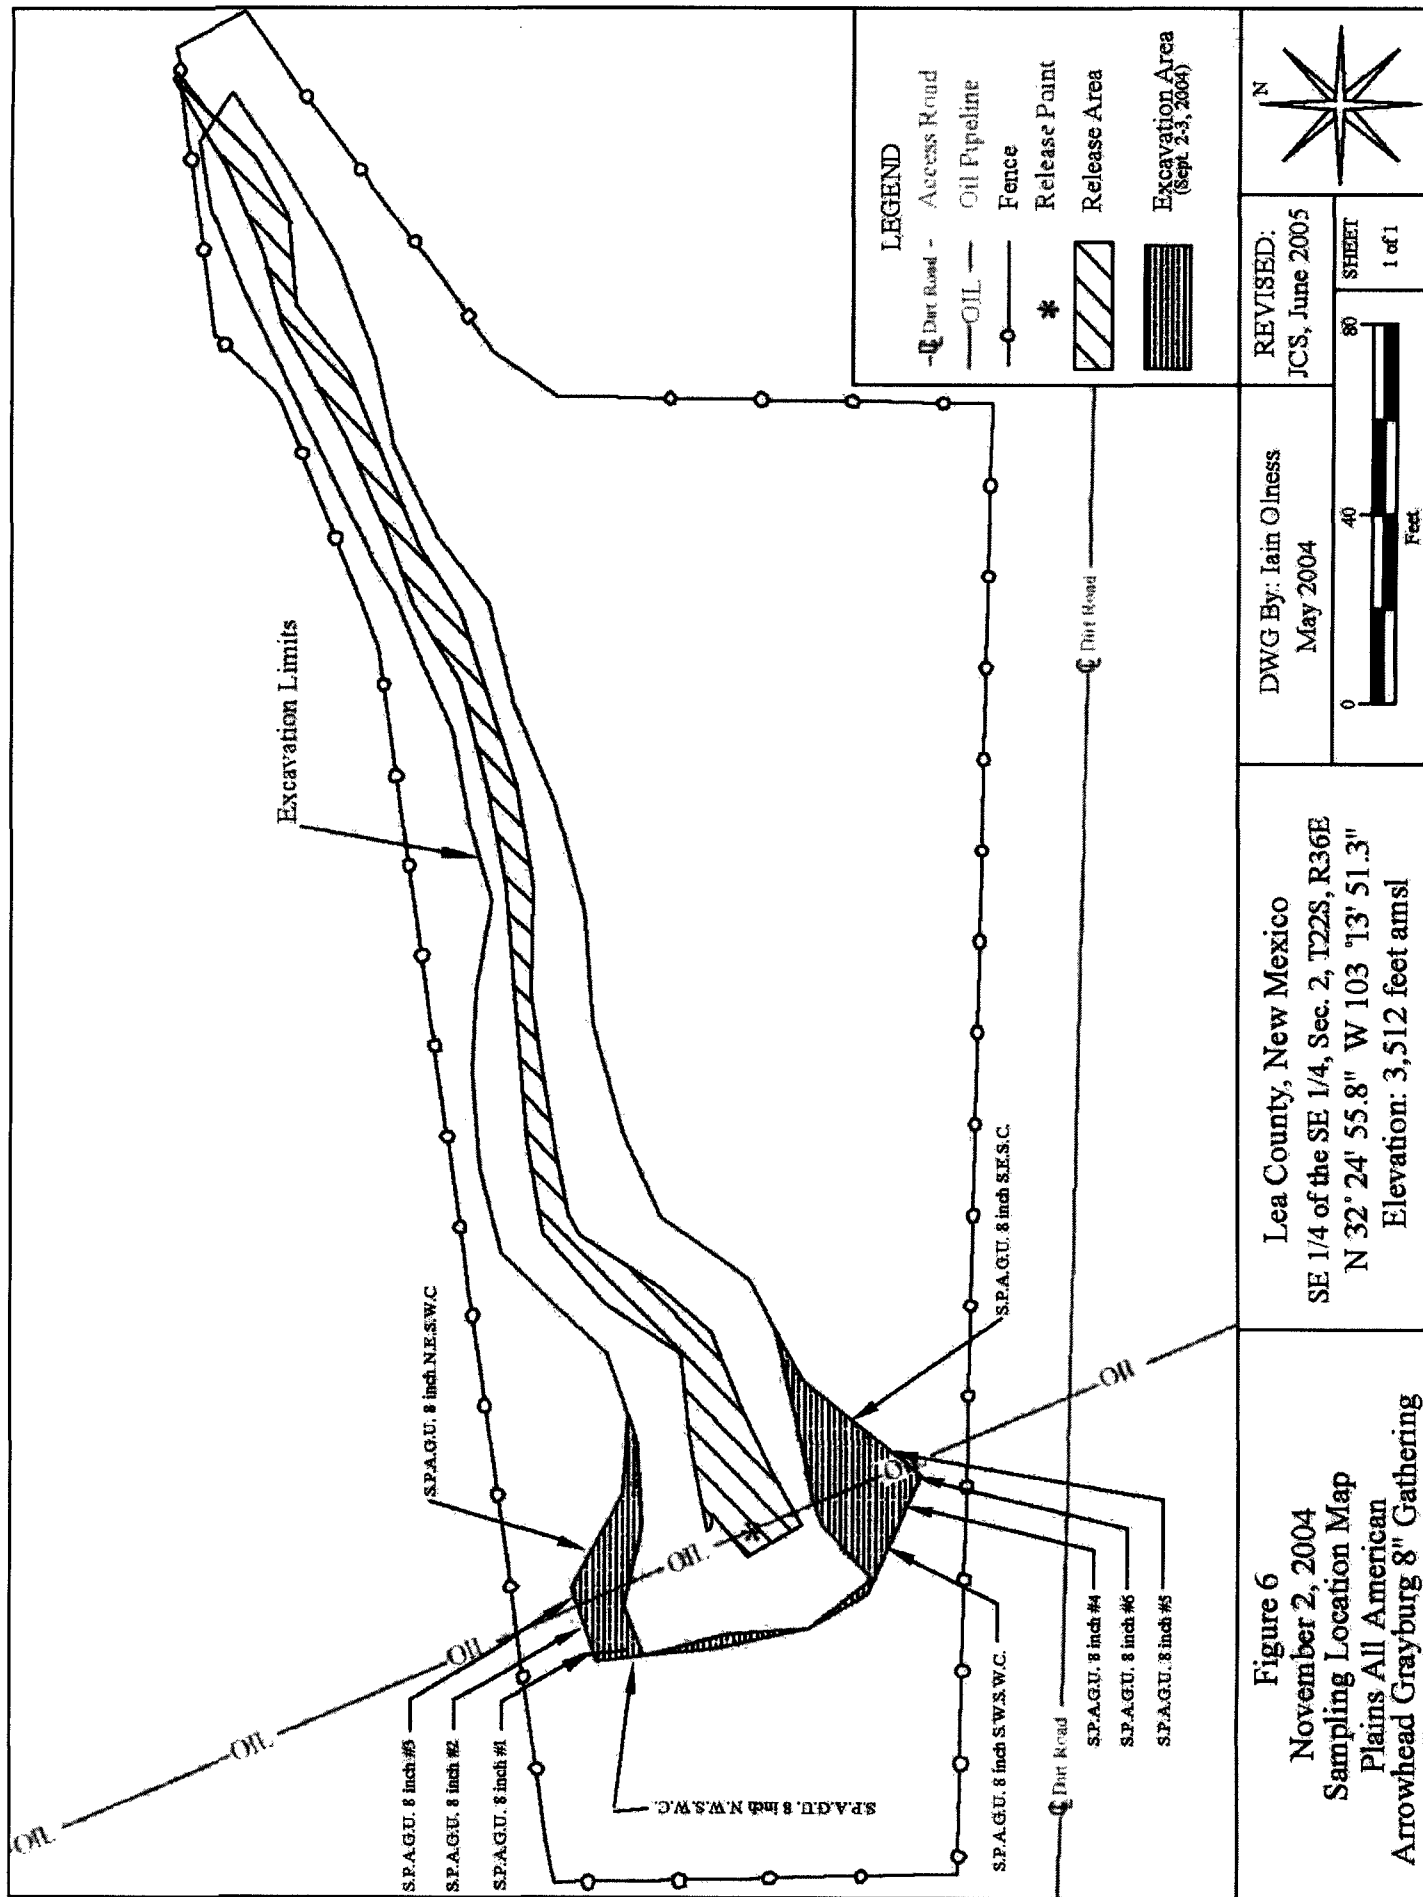 Excavation Limits
S.P.A.G.U. 8 inch N.E.S.W.C
S.P.A.G.U. 8 inch #3
S.P.A.G.U. 8 inch #2
S.P.A.G.U. 8 inch #1
S.P.A.G.U. 8 inch N.W.S.W.C.
S.P.A.G.U. 8 inch S.E.S.C.
S.P.A.G.U. 8 inch S.W.S.W.C.
S.P.A.G.U. 8 inch #4
S.P.A.G.U. 8 inch #6
S.P.A.G.U. 8 inch #5
OIL
OIL
OIL
OIL
OIL
OIL
Dirt Road
Dirt Road
LEGEND
Dirt Road - Access Road
OIL Oil Pipeline
Fence
* Release Point
Release Area
Excavation Area
(Sept. 2-3, 2004)
Figure 6
November 2, 2004
Sampling Location Map
Plains All American
Arrowhead Grayburg 8" Gathering
Lea County, New Mexico
SE 1/4 of the SE 1/4, Sec. 2, T22S, R36E
N 32° 24' 55.8" W 103 °13' 51.3"
Elevation: 3,512 feet amsl
DWG By: Iain Olness
May 2004
REVISED:
JCS, June 2005
0 40 80
Feet
SHEET
1 of 1
N